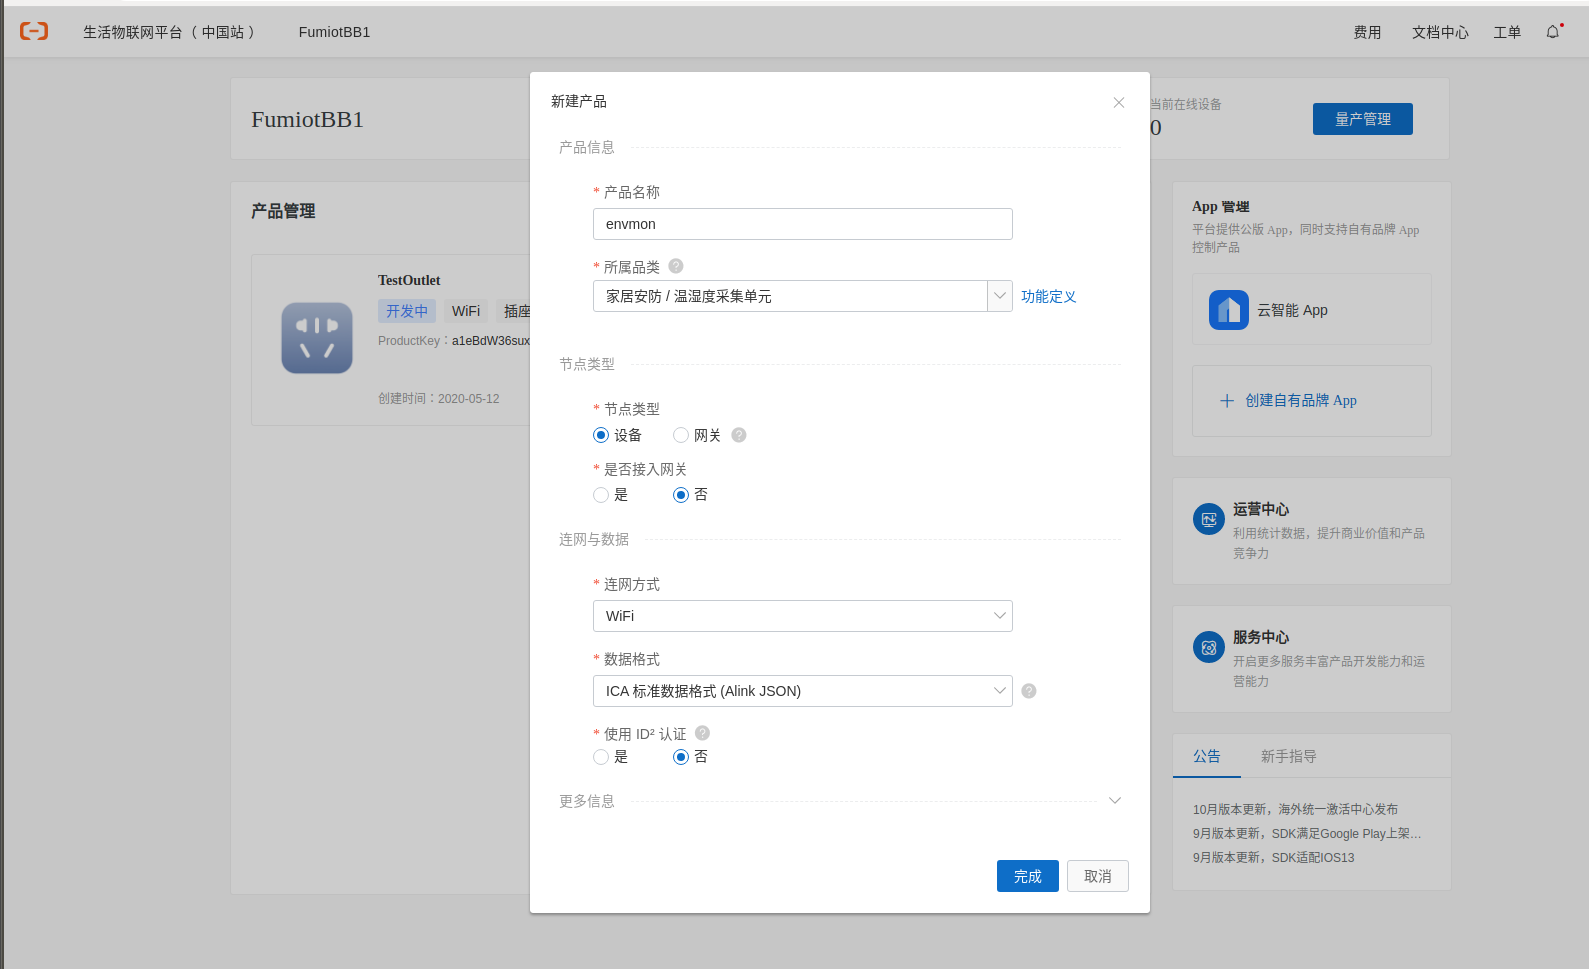 生活物联网平台（ 中国站 ）
FumiotBB1
费用
文档中心
工单
FumiotBB1
当前在线设备
0
量产管理
产品管理
TestOutlet
开发中
WiFi
插座
ProductKey：a1eBdW36sux
创建时间：2020-05-12
新建产品
产品信息
* 产品名称
envmon
* 所属品类 ?
家居安防 / 温湿度采集单元
功能定义
节点类型
* 节点类型
设备
网关 ?
* 是否接入网关
是
否
连网与数据
* 连网方式
WiFi
* 数据格式
ICA 标准数据格式 (Alink JSON) ?
* 使用 ID² 认证 ?
是
否
更多信息
完成
取消
App 管理
平台提供公版 App，同时支持自有品牌 App
控制产品
云智能 App
创建自有品牌 App
运营中心
利用统计数据，提升商业价值和产品
竞争力
服务中心
开启更多服务丰富产品开发能力和运
营能力
公告
新手指导
10月版本更新，海外统一激活中心发布
9月版本更新，SDK满足Google Play上架...
9月版本更新，SDK适配IOS13